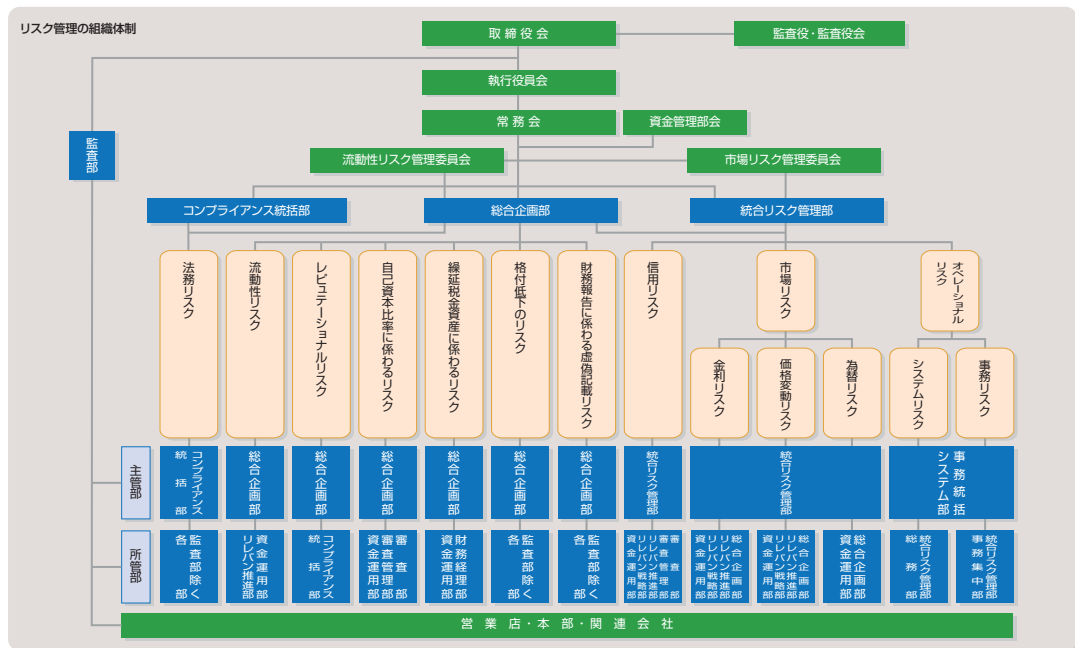 リスク管理の組織体制
取締役会
監査役・監査役会
執行役員会
常務会
資金管理部会
監査部
流動性リスク管理委員会
市場リスク管理委員会
コンプライアンス統括部
総合企画部
統合リスク管理部
法務リスク
流動性リスク
レピュテーショナルリスク
自己資本比率に係わるリスク
繰延税金資産に係わるリスク
格付低下のリスク
財務報告に係わる虚偽記載リスク
信用リスク
市場リスク
オペレーショナル
リスク
金利リスク
価格変動リスク
為替リスク
システムリスク
事務リスク
主管部
コンプライアンス
統括部
総合企画部
総合企画部
総合企画部
総合企画部
総合企画部
総合企画部
統合リスク管理部
統合リスク管理部
事務統括
システム部
所管部
監査部除く
各部
資金運用部
リレバン推進部
コンプライアンス
統括部
審査部
審査管理部
資金運用部
財務経理部
資金運用部
監査部除く
各部
監査部除く
各部
審査部
審査管理部
リレバン推進部
リレバン戦略部
資金運用部
総合企画部
リレバン推進部
リレバン戦略部
資金運用部
総合企画部
リレバン推進部
リレバン戦略部
資金運用部
総合企画部
資金運用部
統合リスク管理部
総務部
統合リスク管理部
事務集中部
営業店・本部・関連会社